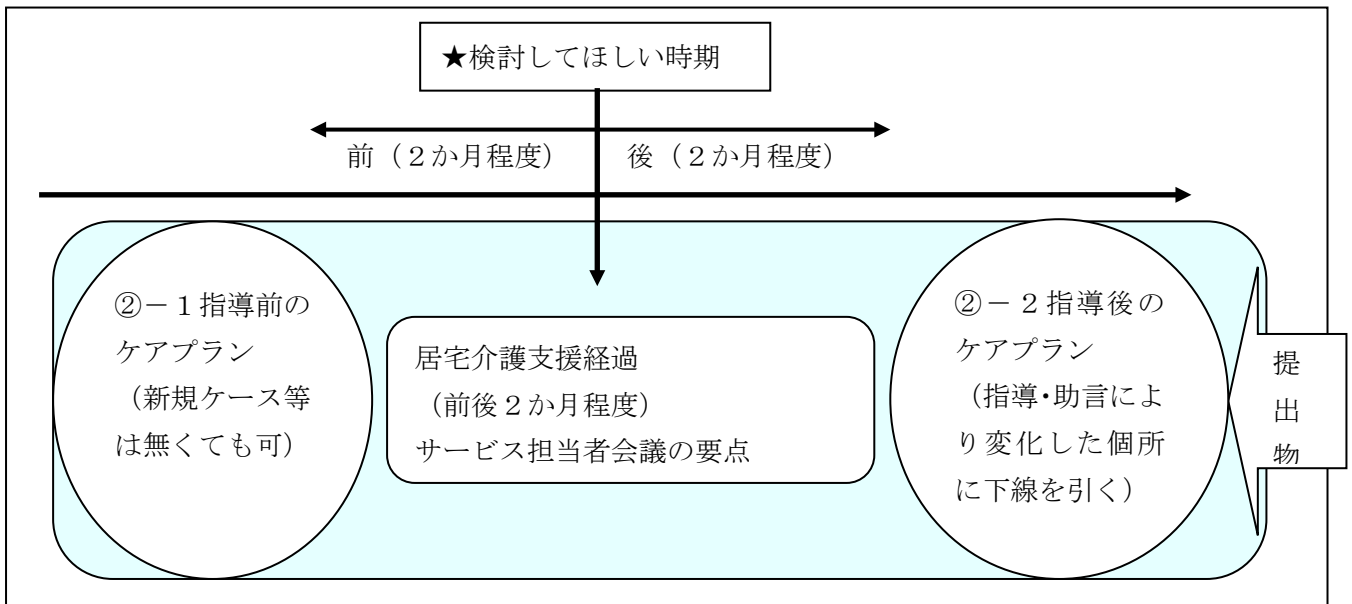 ★検討してほしい時期
前（２か月程度）
後（２か月程度）
②－１指導前の
ケアプラン
（新規ケース等
は無くても可）
居宅介護支援経過
（前後２か月程度）
サービス担当者会議の要点
②－２指導後の
ケアプラン
（指導･助言によ
り変化した個所
に下線を引く）
提
出
物